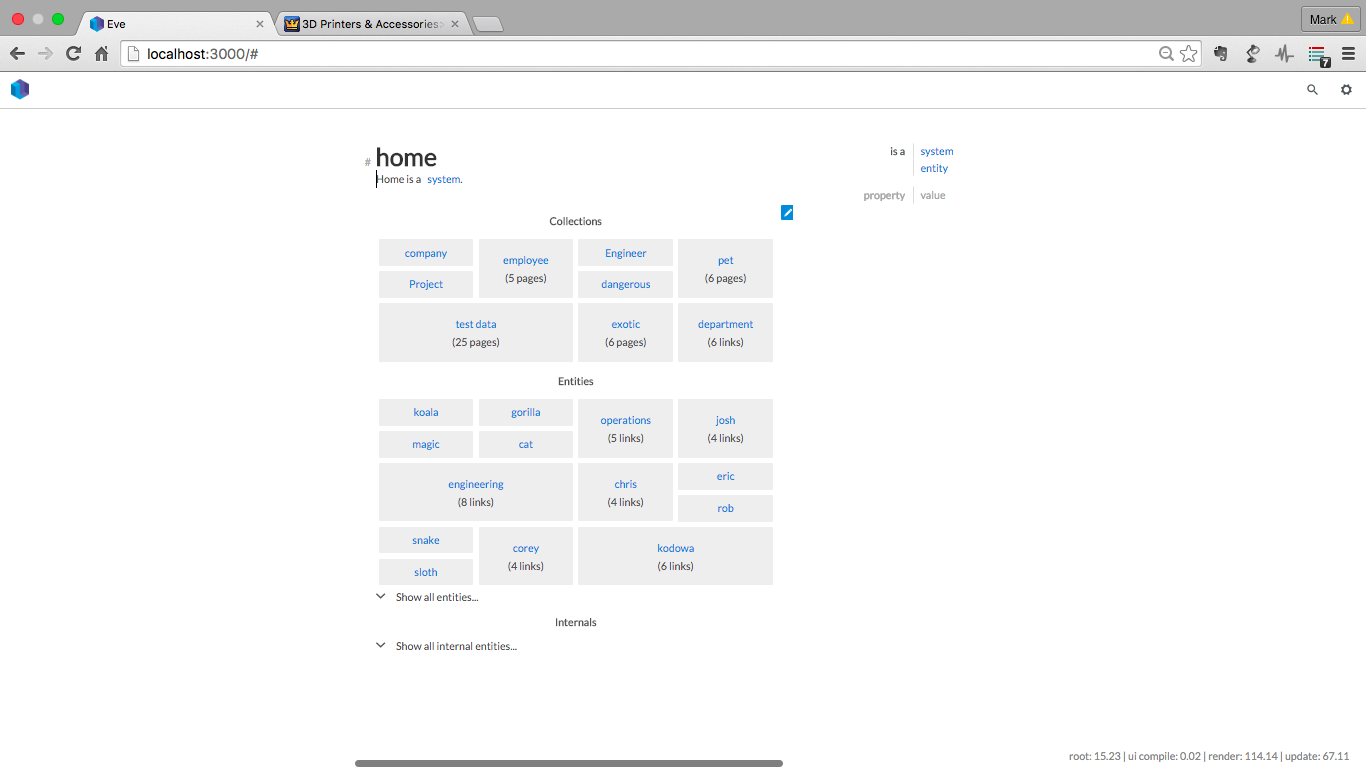 Eve
3D Printers & Accessories
Mark
localhost:3000/#
7
# home
Home is a system.
is a system
entity
property value
Collections
company
Project
employee
(5 pages)
Engineer
dangerous
pet
(6 pages)
test data
(25 pages)
exotic
(6 pages)
department
(6 links)
Entities
koala
gorilla
magic
cat
operations
(5 links)
josh
(4 links)
engineering
(8 links)
chris
(4 links)
eric
rob
snake
sloth
corey
(4 links)
kodowa
(6 links)
Show all entities...
Internals
Show all internal entities...
root: 15.23 | ui compile: 0.02 | render: 114.14 | update: 67.11